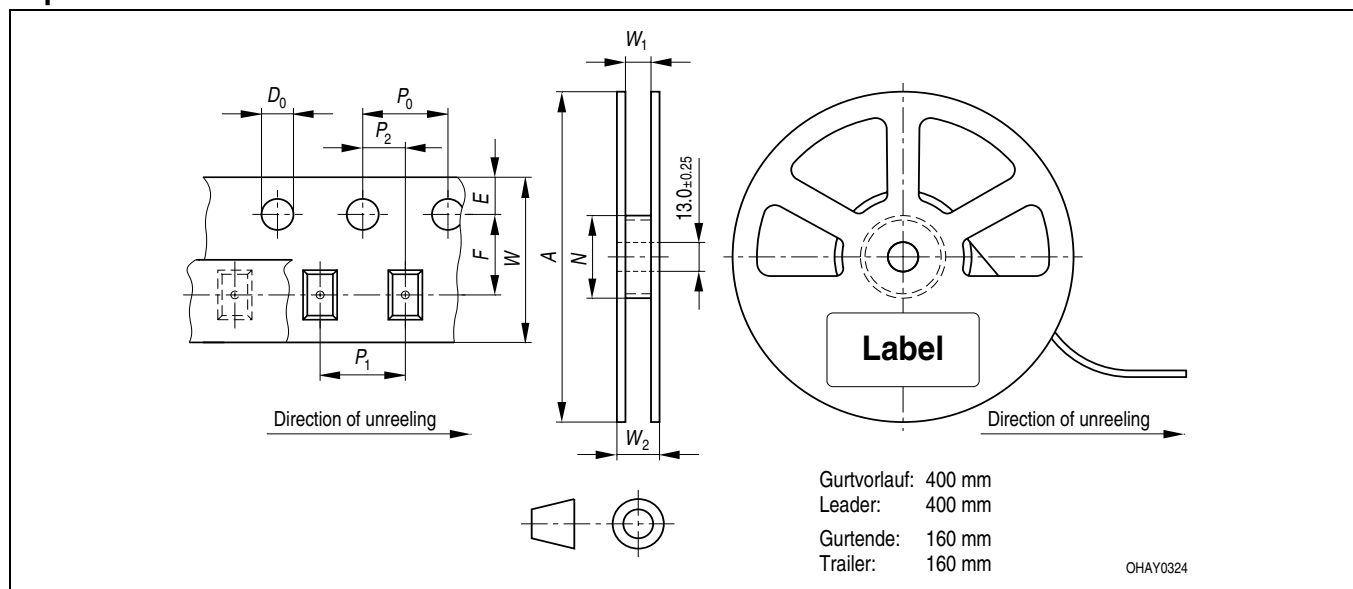 W₁
D₀
P₀
P₂
E
F
W
A
N
13.0±0.25
P₁
W₂
Label
Direction of unreeling
Direction of unreeling
Gurtvorlauf: 400 mm
Leader: 400 mm
Gurtende: 160 mm
Trailer: 160 mm
OHAY0324